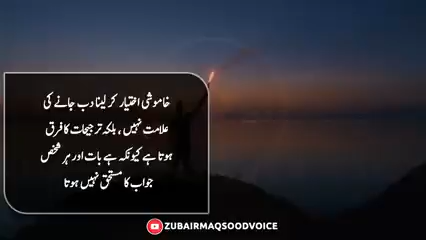 خاموشی اختیار کر لینا دب جانے کی
علامت نہیں ، بلکہ ترجیحات کا فرق
ہوتا ہے کیونکہ ہے بات اور ہر شخص
جواب کا مستحق نہیں ہوتا
ZUBAIRMAQSOODVOICE